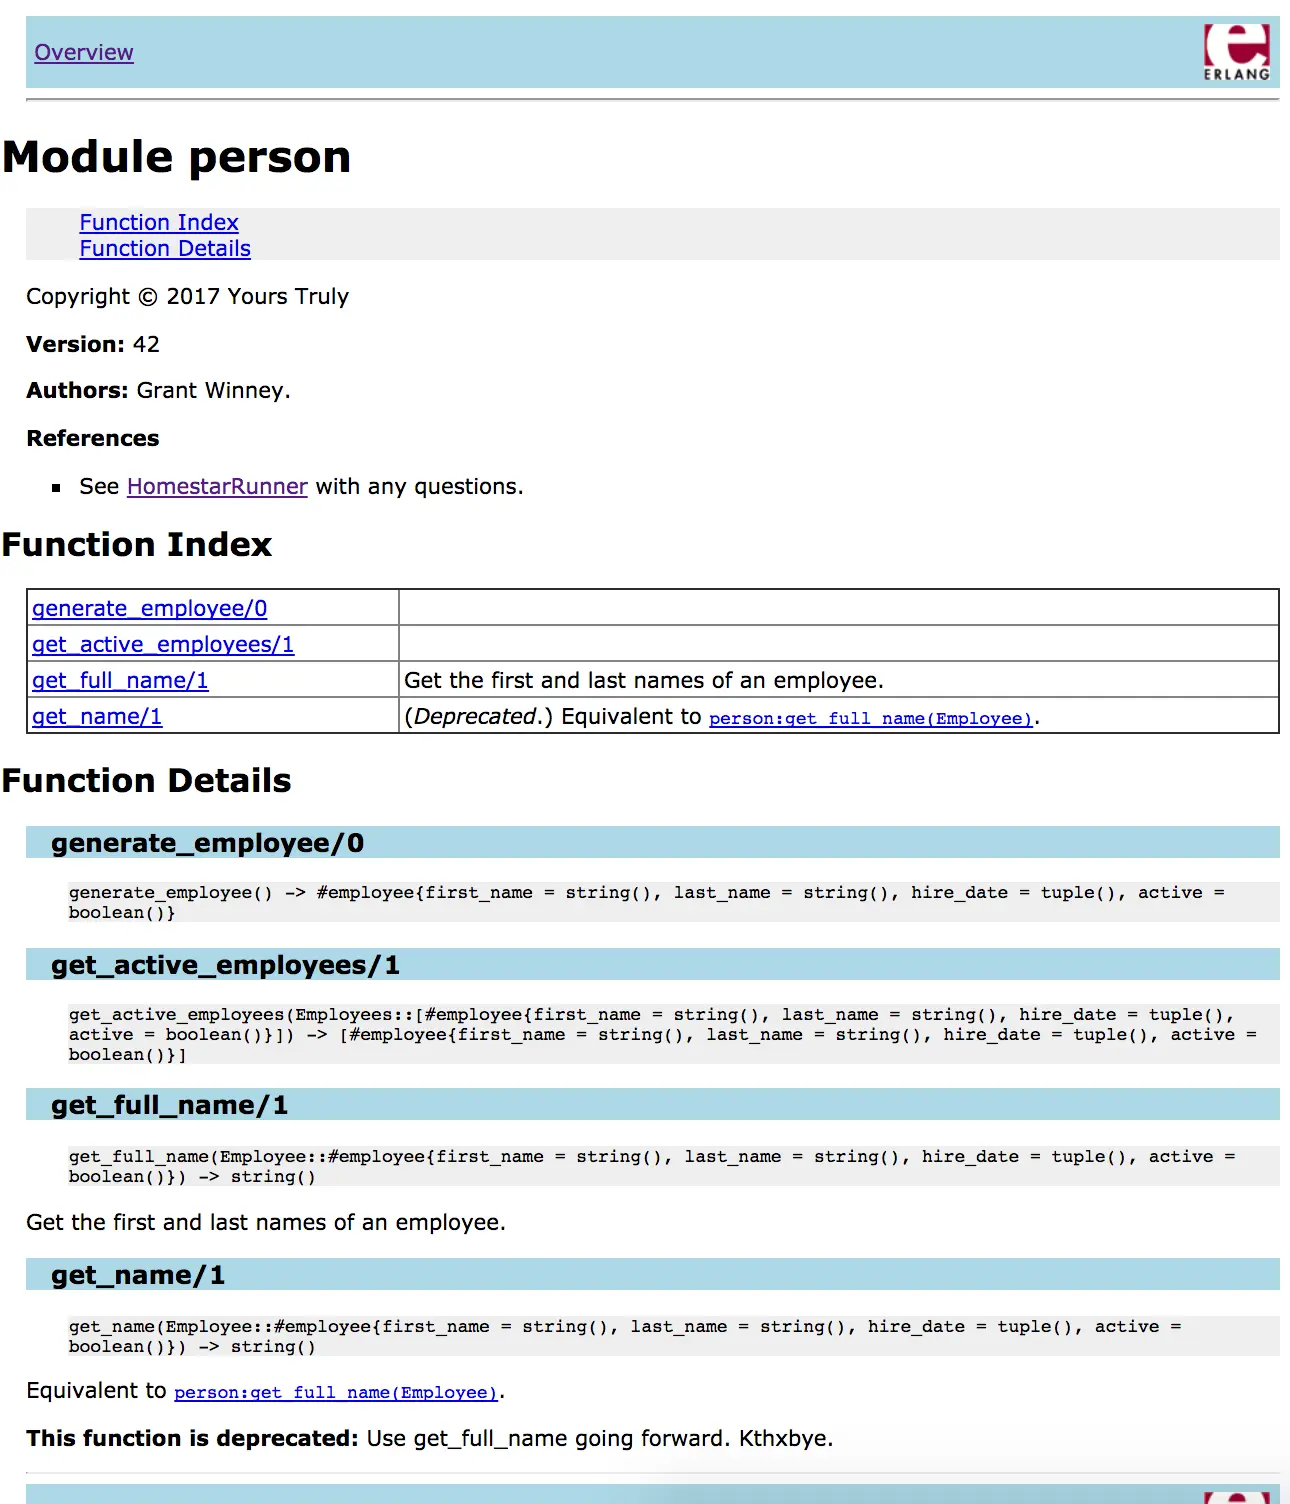 Overview
ERLANG
Module person
Function Index
Function Details
Copyright © 2017 Yours Truly
Version: 42
Authors: Grant Winney.
References
▪ See HomestarRunner with any questions.
Function Index
generate_employee/0
get_active_employees/1
get_full_name/1 Get the first and last names of an employee.
get_name/1 (Deprecated.) Equivalent to person:get_full_name(Employee).
Function Details
generate_employee/0
generate_employee() -> #employee{first_name = string(), last_name = string(), hire_date = tuple(), active =
boolean()}
get_active_employees/1
get_active_employees(Employees::[#employee{first_name = string(), last_name = string(), hire_date = tuple(),
active = boolean()}]) -> [#employee{first_name = string(), last_name = string(), hire_date = tuple(), active =
boolean()}]
get_full_name/1
get_full_name(Employee::#employee{first_name = string(), last_name = string(), hire_date = tuple(), active =
boolean()}) -> string()
Get the first and last names of an employee.
get_name/1
get_name(Employee::#employee{first_name = string(), last_name = string(), hire_date = tuple(), active =
boolean()}) -> string()
Equivalent to person:get_full_name(Employee).
This function is deprecated: Use get_full_name going forward. Kthxbye.